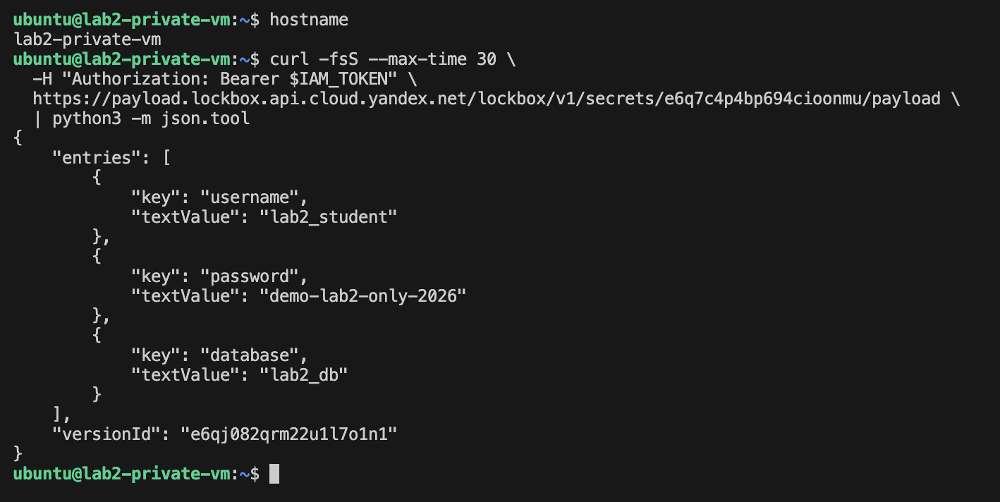 ubuntu@lab2-private-vm:~$ hostname
lab2-private-vm
ubuntu@lab2-private-vm:~$ curl -fsS --max-time 30 \
  -H "Authorization: Bearer $IAM_TOKEN" \
  https://payload.lockbox.api.cloud.yandex.net/lockbox/v1/secrets/e6q7c4p4bp694cioonmu/payload \
  | python3 -m json.tool
{
    "entries": [
        {
            "key": "username",
            "textValue": "lab2_student"
        },
        {
            "key": "password",
            "textValue": "demo-lab2-only-2026"
        },
        {
            "key": "database",
            "textValue": "lab2_db"
        }
    ],
    "versionId": "e6qj082qrm22u1l7o1n1"
}
ubuntu@lab2-private-vm:~$